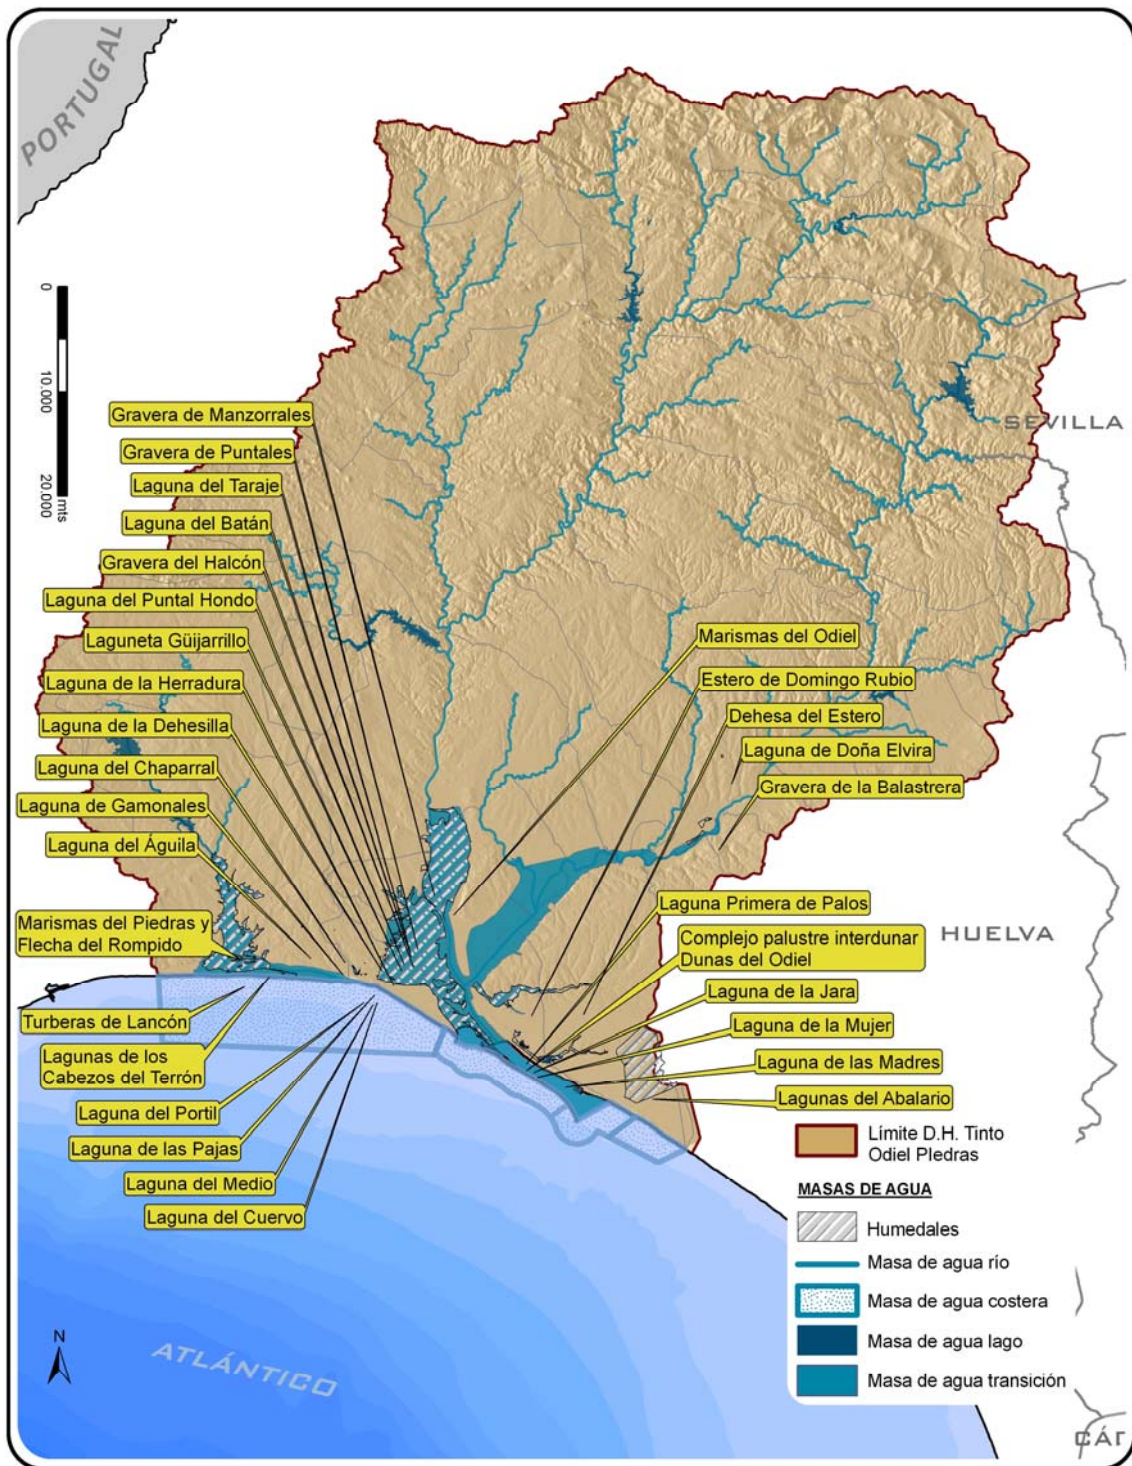 PORTUGAL
0
10.000
20.000
mts
SEVILLA
Gravera de Manzorrales
Gravera de Puntales
Laguna del Taraje
Laguna del Batán
Gravera del Halcón
Laguna del Puntal Hondo
Laguneta Güijarrillo
Laguna de la Herradura
Laguna de la Dehesilla
Laguna del Chaparral
Laguna de Gamonales
Laguna del Águila
Marismas del Piedras y
Flecha del Rompido
Turberas de Lancón
Lagunas de los
Cabezos del Terrón
Laguna del Portil
Laguna de las Pajas
Laguna del Medio
Laguna del Cuervo
Marismas del Odiel
Estero de Domingo Rubio
Dehesa del Estero
Laguna de Doña Elvira
Gravera de la Balastrera
Laguna Primera de Palos
Complejo palustre interdunar
Dunas del Odiel
Laguna de la Jara
Laguna de la Mujer
Laguna de las Madres
Lagunas del Abalario
HUELVA
Límite D.H. Tinto
Odiel PIedras
MASAS DE AGUA
Humedales
Masa de agua río
Masa de agua costera
Masa de agua lago
Masa de agua transición
N
ATLÁNTICO
CÁD